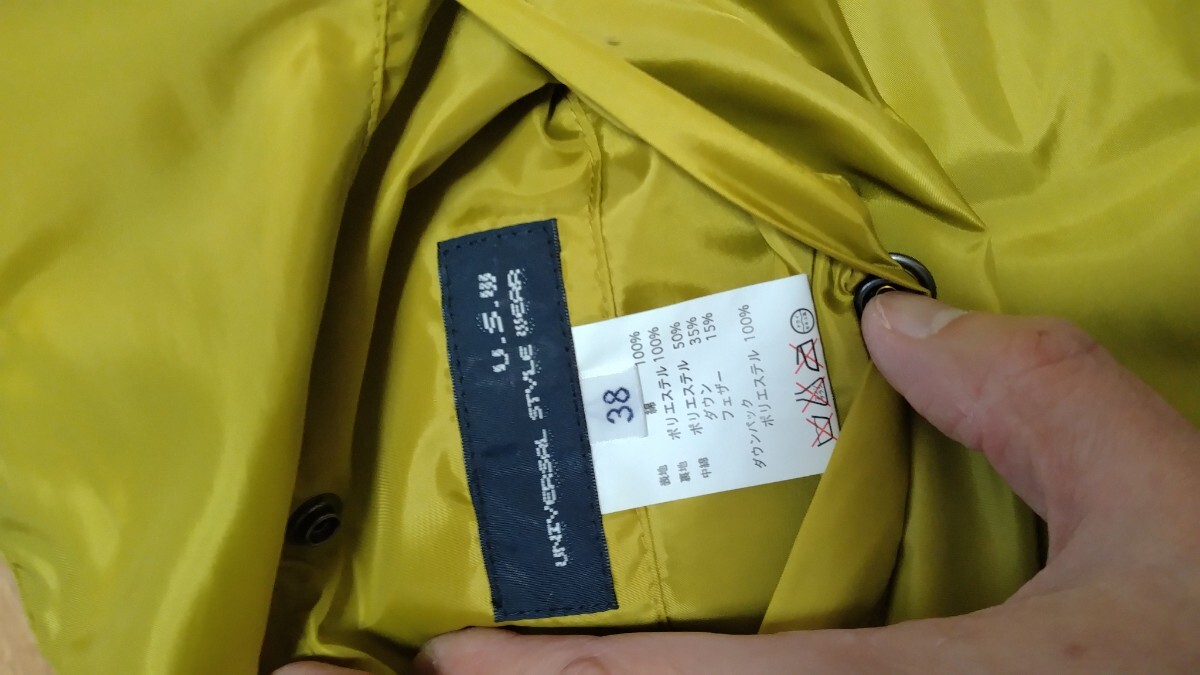 U.S.W
UNIVERSAL STYLE WEAR
38
表地 綿 100%
裏地 ポリエステル 100%
中綿 ポリエステル 50%
ダウン 35%
フェザー 15%
ダウンパック
ポリエステル 100%